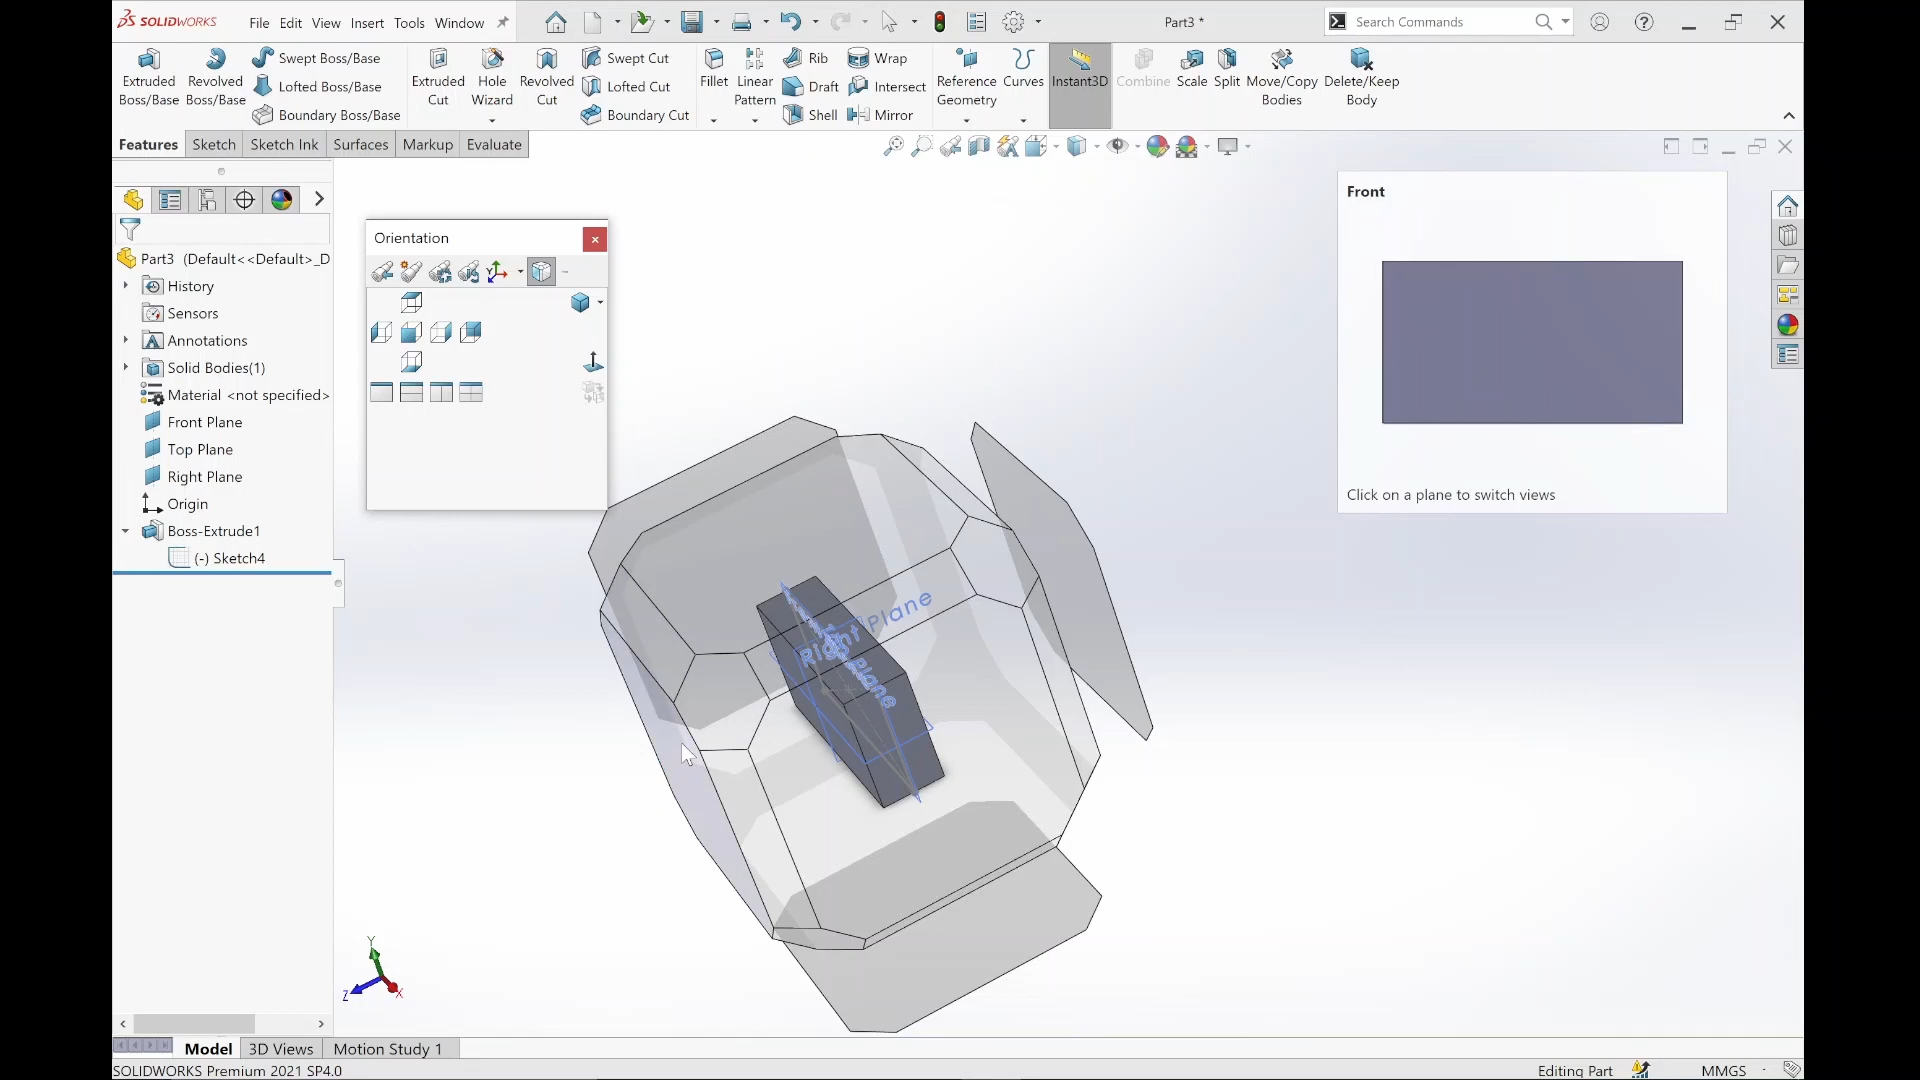 SOLIDWORKS
File Edit View Insert Tools Window
Part3 *
Search Commands
Extruded Boss/Base
Revolved Boss/Base
Swept Boss/Base
Lofted Boss/Base
Boundary Boss/Base
Extruded Cut
Hole Wizard
Revolved Cut
Swept Cut
Lofted Cut
Boundary Cut
Fillet
Linear Pattern
Rib
Draft
Shell
Wrap
Intersect
Mirror
Reference Geometry
Curves
Instant3D
Combine
Scale
Split
Move/Copy Bodies
Delete/Keep Body
Features Sketch Sketch Ink Surfaces Markup Evaluate
Part3 (Default<<Default>_D
History
Sensors
Annotations
Solid Bodies(1)
Material <not specified>
Front Plane
Top Plane
Right Plane
Origin
Boss-Extrude1
(-) Sketch4
Orientation
Front
Click on a plane to switch views
Right Plane
Plane
Y
Z
X
Model 3D Views Motion Study 1
SOLIDWORKS Premium 2021 SP4.0
Editing Part
MMGS